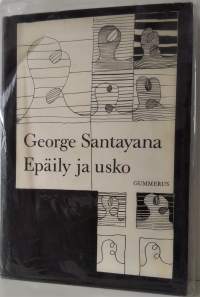 George Santayana
Epäily ja usko
GUMMERUS